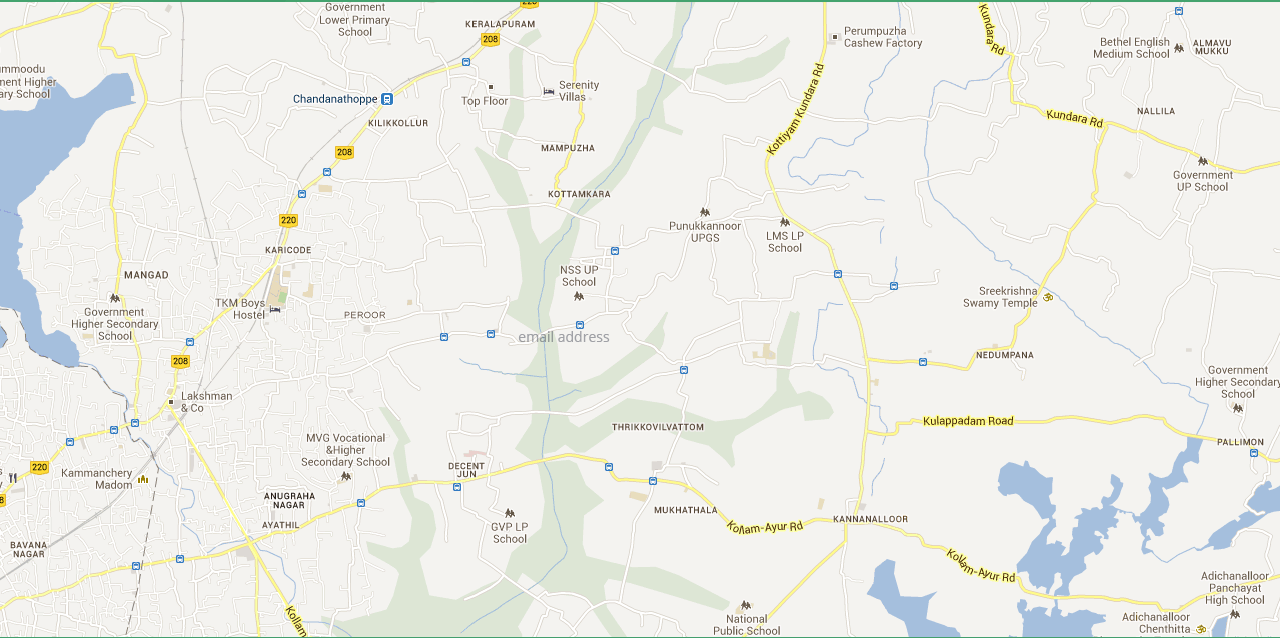 208
Government
Lower Primary
School
KERALAPURAM
208
Kundara Rd
Perumpuzha
Cashew Factory
Bethel English
Medium School
ALMAVU
MUKKU
ummoodu
ment Higher
ary School
Chandanathoppe
Top Floor
Serenity
Villas
KILIKKOLLUR
Kottiyam Kundara Rd
NALLILA
Kundara Rd
208
MAMPUZHA
Government
UP School
KOTTAMKARA
220
Punukkannoor
UPGS
LMS LP
School
KARICODE
MANGAD
NSS UP
School
TKM Boys
Hostel
Sreekrishna
Swamy Temple
Government
Higher Secondary
School
PEROOR
email address
208
NEDUMPANA
Government
Higher Secondary
School
Lakshman
& Co
Kulappadam Road
THRIKKOVILVATTOM
MVG Vocational
&Higher
Secondary School
PALLIMON
220
Kammanchery
Madom
DECENT
JUN
s
y
8
ANUGRAHA
NAGAR
AYATHIL
GVP LP
School
MUKHATHALA
Kollam-Ayur Rd
KANNANALLOOR
BAVANA
NAGAR
Kollam-Ayur Rd
Adichanalloor
Panchayat
High School
Kollam
National
Public School
Adichanalloor
Chenthitta